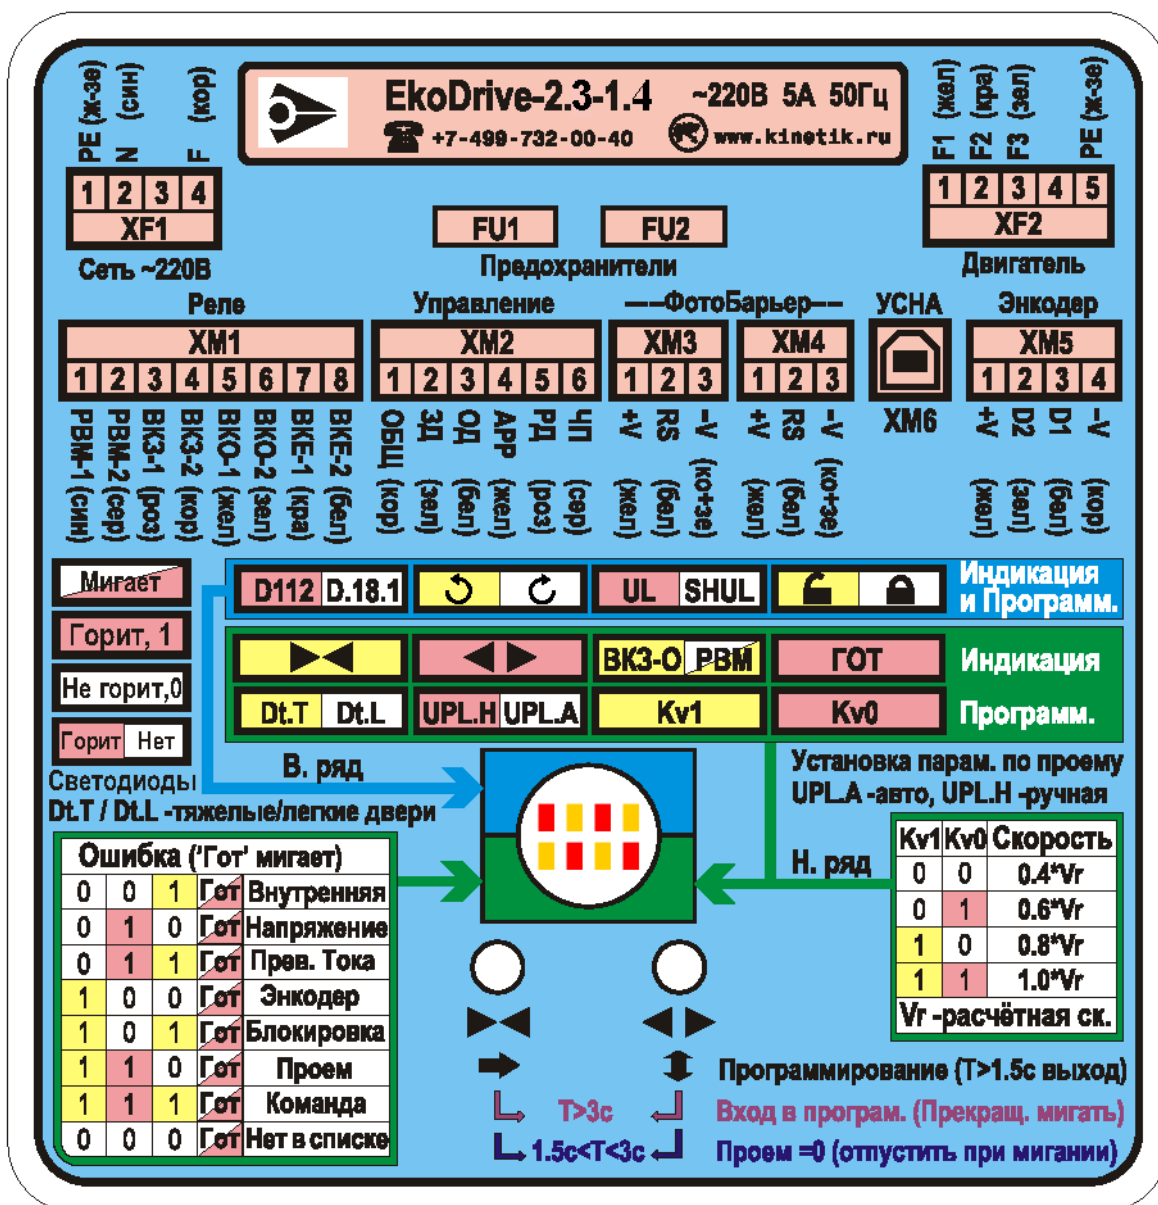 EkoDrive-2.3-1.4 ~220В 5А 50Гц
+7-499-732-00-40 www.kinetik.ru
PE (ж-зе)
N (син)
F (кор)
1 2 3 4
XF1
Сеть ~220В
F1 (жел)
F2 (кра)
F3 (зел)
PE (ж-зе)
1 2 3 4 5
XF2
Двигатель
FU1 FU2
Предохранители
Реле
XM1
1 2 3 4 5 6 7 8
РВМ-1 (син)
РВМ-2 (сер)
ВКЗ-1 (роз)
ВКЗ-2 (кор)
ВКО-1 (жел)
ВКО-2 (зел)
ВКЕ-1 (кра)
ВКЕ-2 (бел)
Управление
XM2
1 2 3 4 5 6
ОБЩ (кор)
ЗД (зел)
ОД (бел)
АРР (жел)
РД (роз)
ЧП (сер)
----ФотоБарьер----
XM3
1 2 3
+V (жел)
RS (бел)
-V (ко+зе)
XM4
1 2 3
+V (жел)
RS (бел)
-V (ко+зе)
УСНА
XM6
Энкодер
XM5
1 2 3 4
+V (жел)
D2 (зел)
D1 (бел)
-V (кор)
Мигает
Горит, 1
Не горит,0
Горит Нет
Светодиоды
D112 D.18.1 UL SHUL
Индикация
и Программ.
ВКЗ-О РВМ ГОТ Индикация
Dt.T Dt.L UPL.H UPL.A Kv1 Kv0 Программ.
В. ряд
Dt.T / Dt.L -тяжелые/легкие двери
Установка парам. по проему
UPL.A -авто, UPL.H -ручная
Н. ряд
Ошибка ('Гот' мигает)
0 0 1 Гот Внутренняя
0 1 0 Гот Напряжение
0 1 1 Гот Прев. Тока
1 0 0 Гот Энкодер
1 0 1 Гот Блокировка
1 1 0 Гот Проем
1 1 1 Гот Команда
0 0 0 Гот Нет в списке
Kv1 Kv0 Скорость
0 0 0.4*Vr
0 1 0.6*Vr
1 0 0.8*Vr
1 1 1.0*Vr
Vr -расчётная ск.
Программирование (T>1.5с выход)
T>3с Вход в програм. (Прекращ. мигать)
1.5с<T<3с Проем =0 (отпустить при мигании)